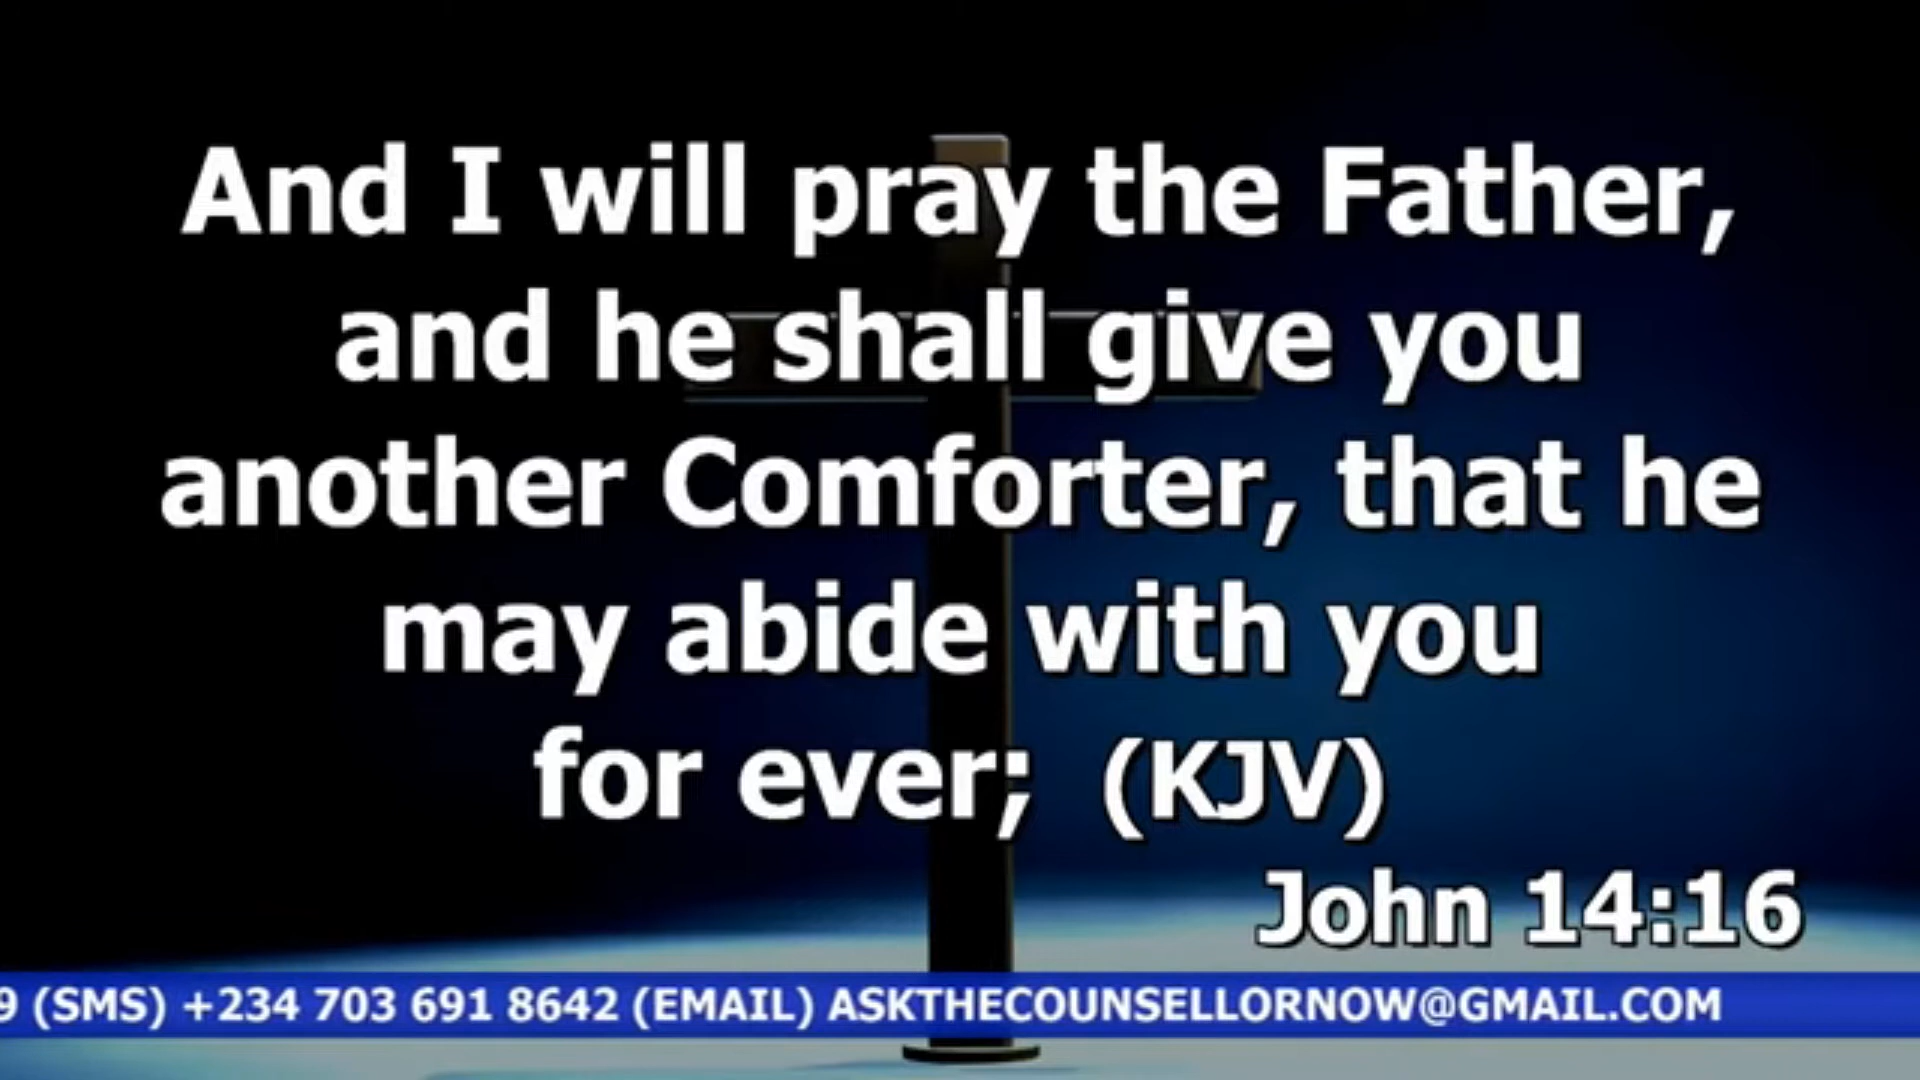 And I will pray the Father,
and he shall give you
another Comforter, that he
may abide with you
for ever; (KJV)
John 14:16
9 (SMS) +234 703 691 8642 (EMAIL) ASKTHECOUNSELLORNOW@GMAIL.COM